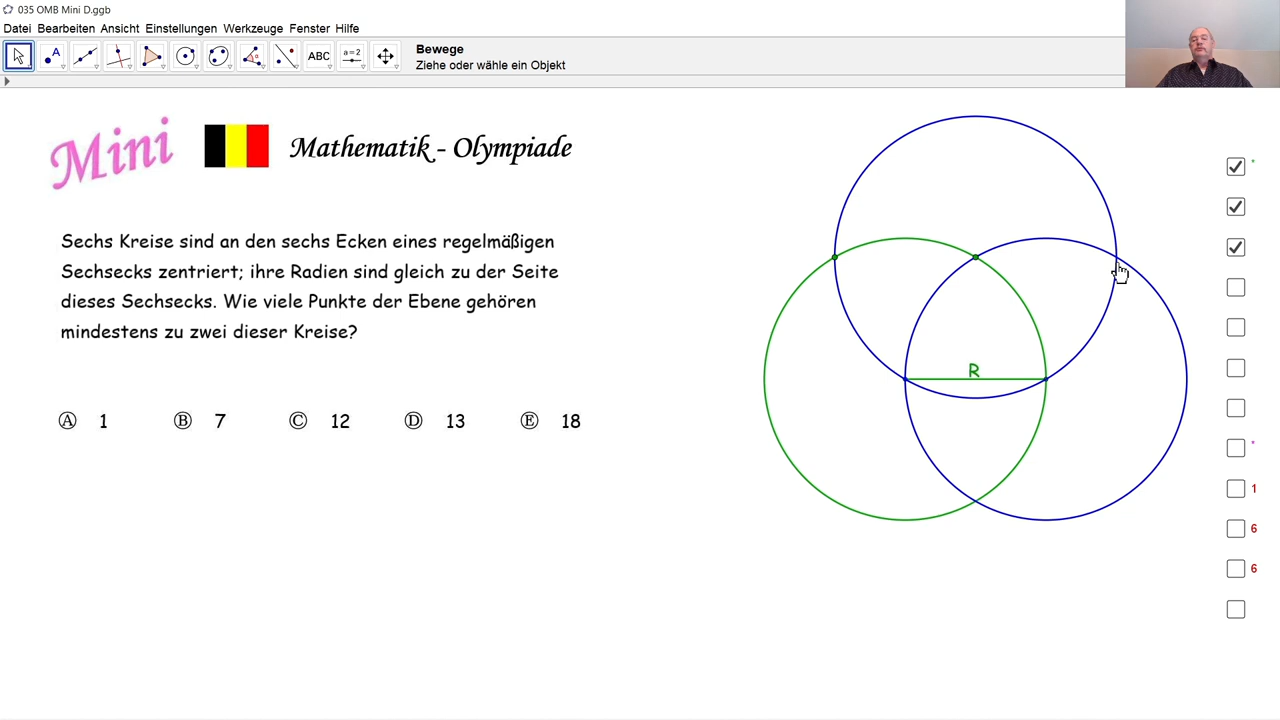 035 OMB Mini D.ggb
Datei Bearbeiten Ansicht Einstellungen Werkzeuge Fenster Hilfe
A
ABC
a=2
Bewege
Ziehe oder wähle ein Objekt
Mini
Mathematik - Olympiade
Sechs Kreise sind an den sechs Ecken eines regelmäßigen
Sechsecks zentriert; ihre Radien sind gleich zu der Seite
dieses Sechsecks. Wie viele Punkte der Ebene gehören
mindestens zu zwei dieser Kreise?
Ⓐ 1 Ⓑ 7 Ⓒ 12 Ⓓ 13 Ⓔ 18
R
1
6
6